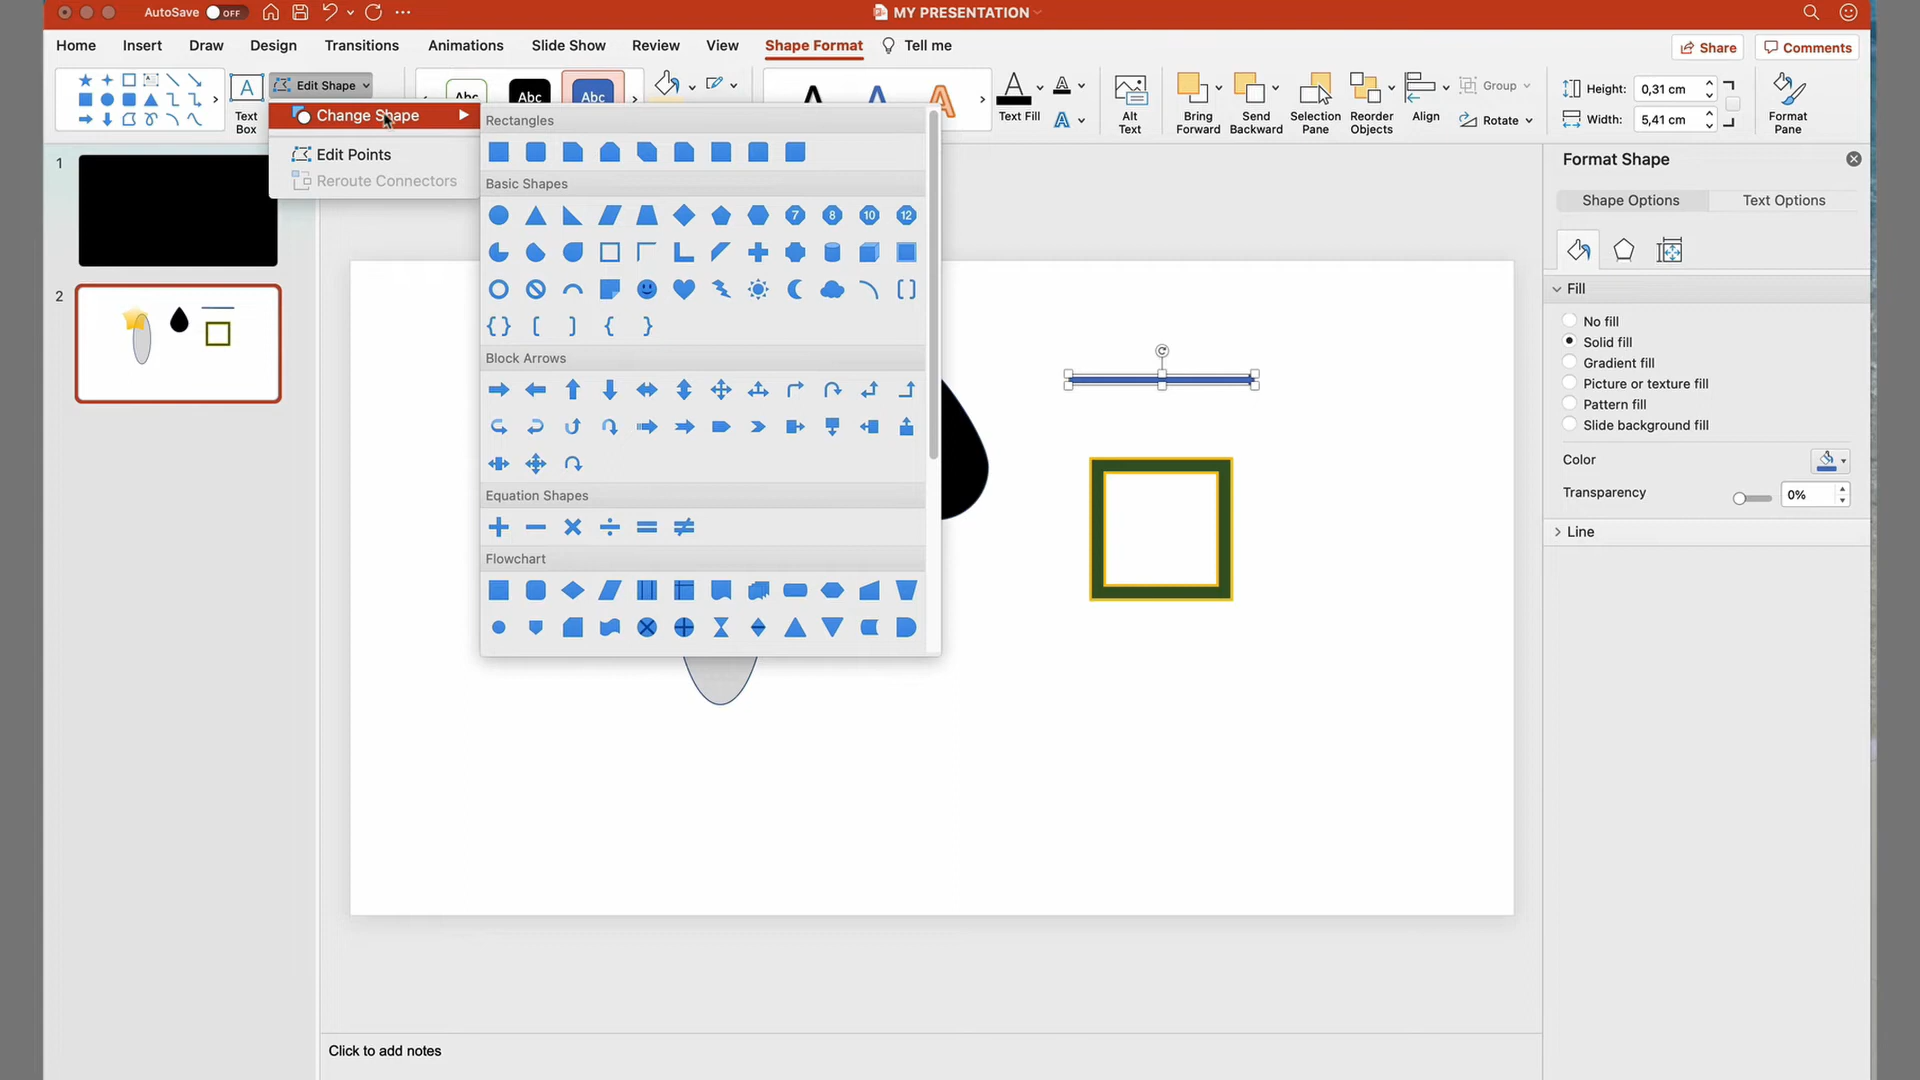 AutoSave OFF
MY PRESENTATION
Home Insert Draw Design Transitions Animations Slide Show Review View Shape Format Tell me
Share Comments
A
Text
Box
Edit Shape
Abc Abc Abc
Text Fill
Alt
Text
Bring
Forward
Send
Backward
Selection
Pane
Reorder
Objects
Align
Group
Rotate
Height: 0,31 cm
Width: 5,41 cm
Format
Pane
Change Shape
Edit Points
Reroute Connectors
Rectangles
Basic Shapes
7 8 10 12
Block Arrows
Equation Shapes
Flowchart
1
2
Format Shape
Shape Options Text Options
Fill
No fill
Solid fill
Gradient fill
Picture or texture fill
Pattern fill
Slide background fill
Color
Transparency 0%
Line
Click to add notes